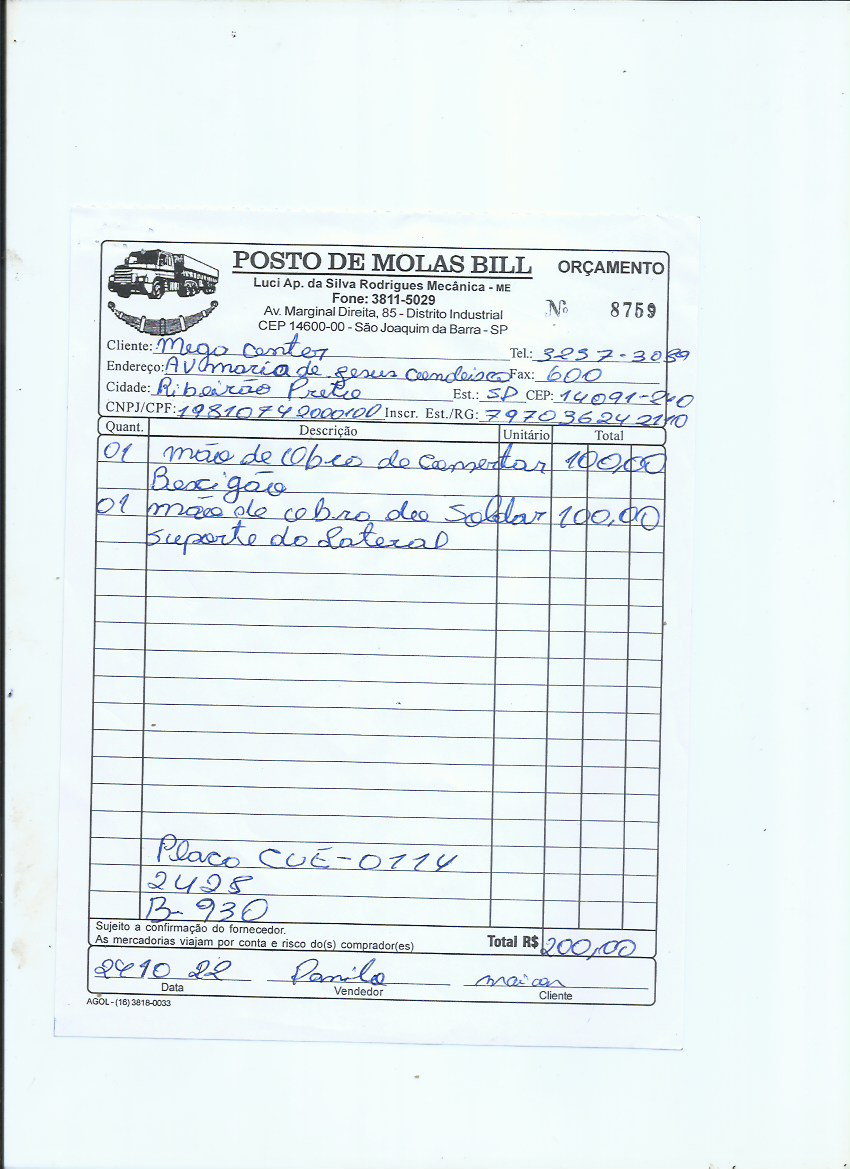 POSTO DE MOLAS BILL
ORÇAMENTO
Luci Ap. da Silva Rodrigues Mecânica - ME
Fone: 3811-5029
Av. Marginal Direita, 85 - Distrito Industrial
CEP 14600-00 - São Joaquim da Barra - SP
Nº 8759
Cliente: Mega Center Tel.: 3237-3089
Endereço: AV maria de jesus condeisca Fax: 600
Cidade: Ribeirão Preto Est.: SP CEP: 14091-240
CNPJ/CPF: 19810742000100 Inscr. Est./RG: 797036242110
Quant. Descrição Unitário Total
01 mão de Obra de Consertar 100,00
Bexigão
01 mão de obra de Soldar 100,00
suporte do Lateral
Placa CUE-0114
2428
B-930
Sujeito a confirmação do fornecedor.
As mercadorias viajam por conta e risco do(s) comprador(es)
Total R$ 200,00
2410 22 Danilo maicon
Data Vendedor Cliente
AGOL - (16) 3818-0033